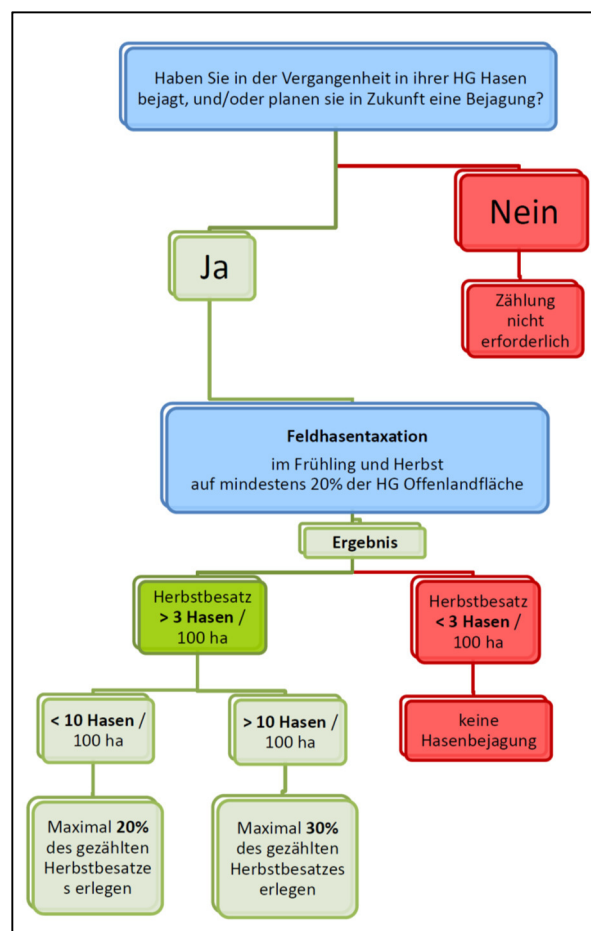 Haben Sie in der Vergangenheit in ihrer HG Hasen
bejagt, und/oder planen sie in Zukunft eine Bejagung?
Nein
Ja
Zählung
nicht
erforderlich
Feldhasentaxation
im Frühling und Herbst
auf mindestens 20% der HG Offenlandfläche
Ergebnis
Herbstbesatz
> 3 Hasen /
100 ha
Herbstbesatz
< 3 Hasen /
100 ha
< 10 Hasen /
100 ha
> 10 Hasen /
100 ha
keine
Hasenbejagung
Maximal 20%
des gezählten
Herbstbesatze
s erlegen
Maximal 30%
des gezählten
Herbstbesatzes
erlegen